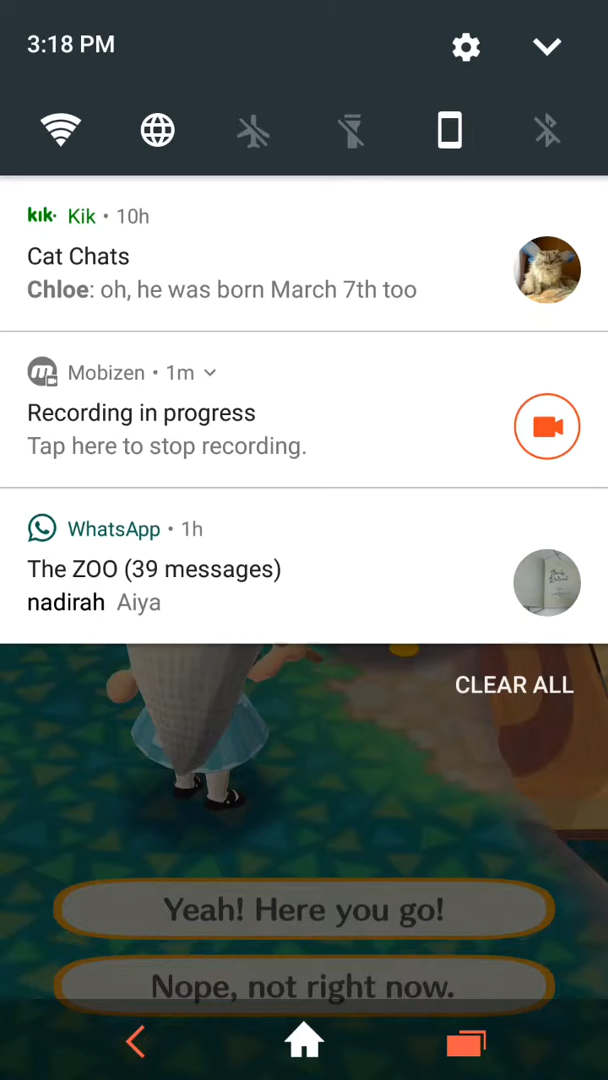 3:18 PM
kik· Kik • 10h
Cat Chats
Chloe: oh, he was born March 7th too
Mobizen • 1m
Recording in progress
Tap here to stop recording.
WhatsApp • 1h
The ZOO (39 messages)
nadirah Aiya
CLEAR ALL
Yeah! Here you go!
Nope, not right now.